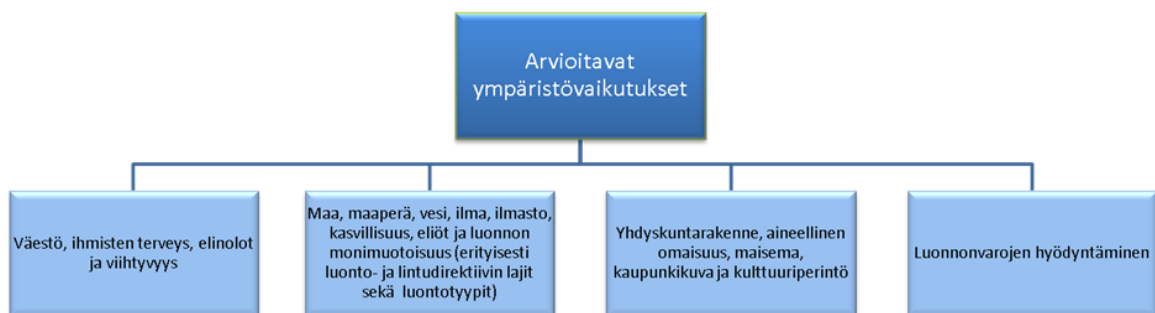 Arvioitavat
ympäristövaikutukset
Väestö, ihmisten terveys, elinolot
ja viihtyvyys
Maa, maaperä, vesi, ilma, ilmasto,
kasvillisuus, eliöt ja luonnon
monimuotoisuus (erityisesti
luonto- ja lintudirektiivin lajit
sekä luontotyypit)
Yhdyskuntarakenne, aineellinen
omaisuus, maisema,
kaupunkikuva ja kulttuuriperintö
Luonnonvarojen hyödyntäminen